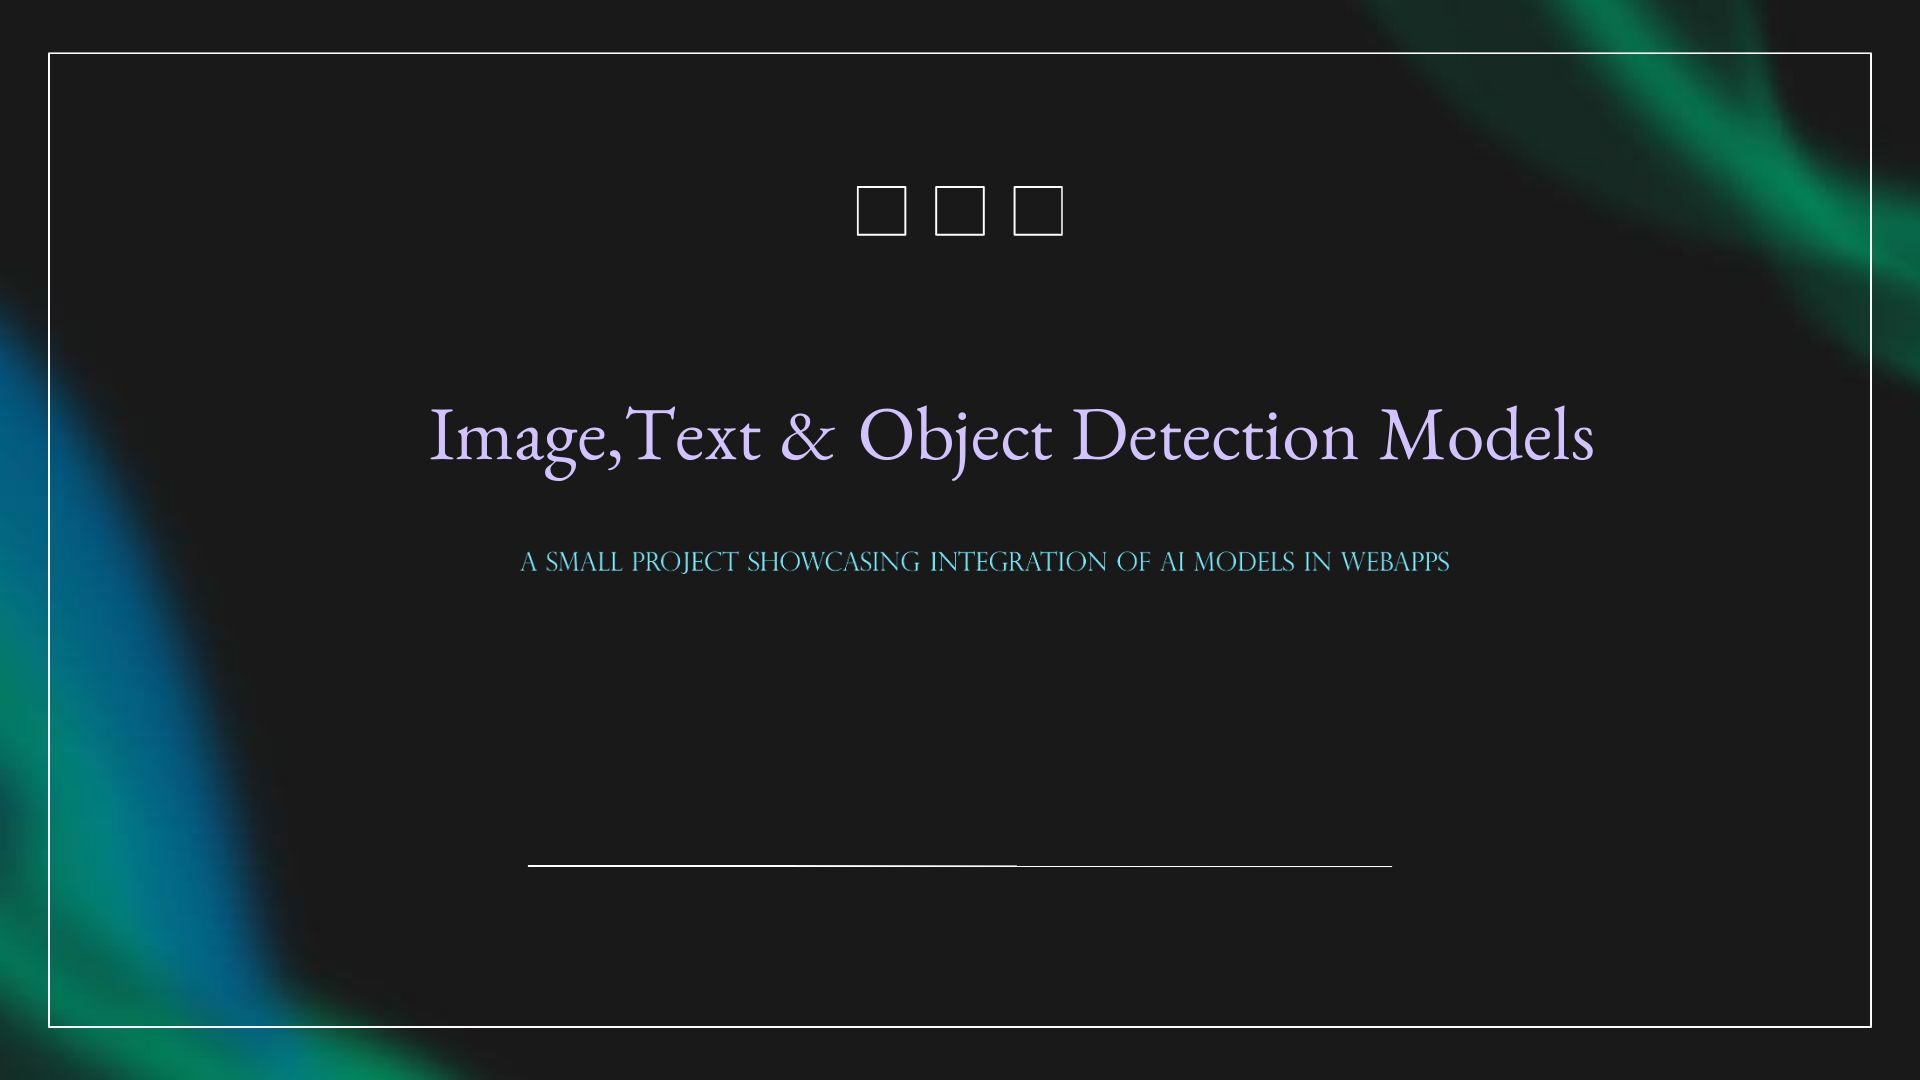 Image,Text & Object Detection Models
A SMALL PROJECT SHOWCASING INTEGRATION OF AI MODELS IN WEBAPPS